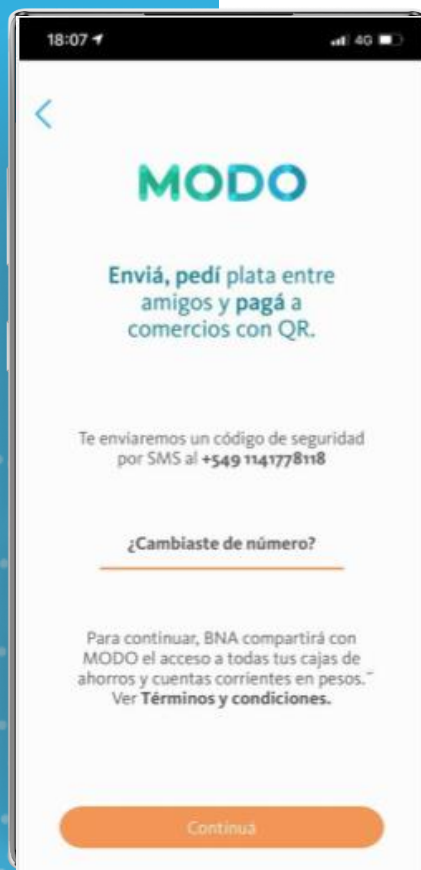 18:07
4G
MODO
Enviá, pedí plata entre
amigos y pagá a
comercios con QR.
Te enviaremos un código de seguridad
por SMS al +549 1141778118
¿Cambiaste de número?
Para continuar, BNA compartirá con
MODO el acceso a todas tus cajas de
ahorros y cuentas corrientes en pesos.
Ver Términos y condiciones.
Continuá